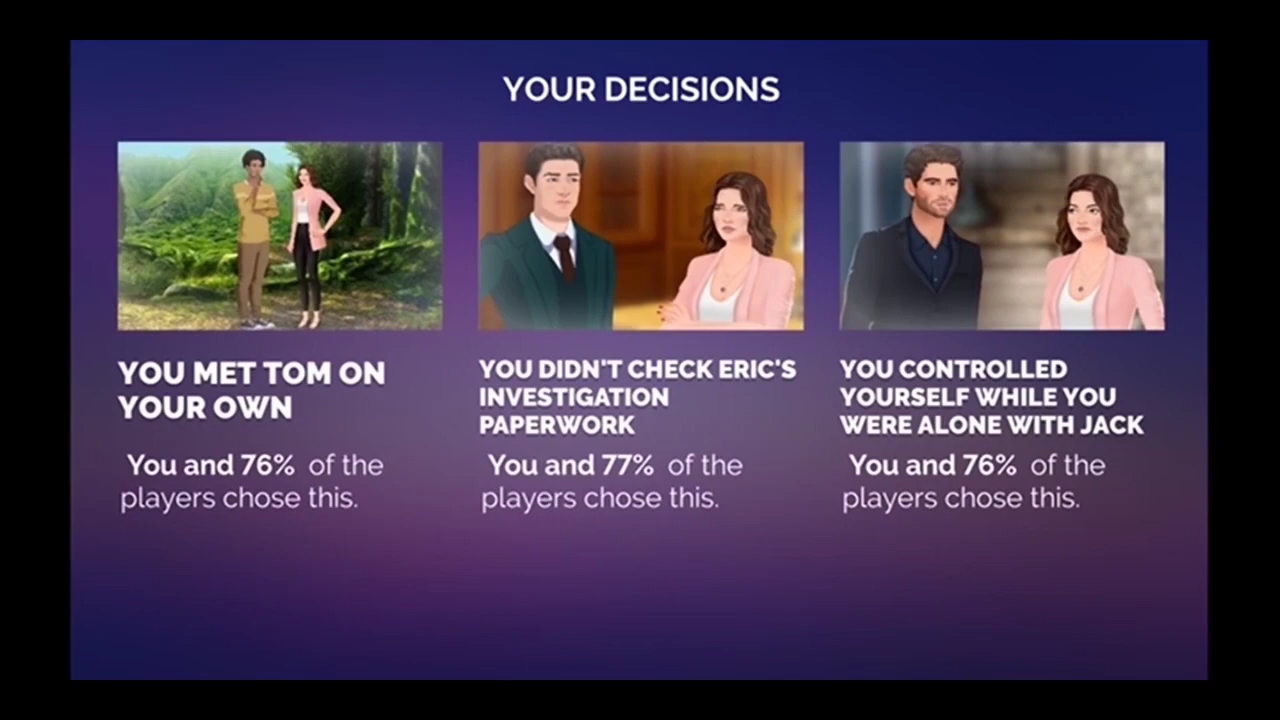 YOUR DECISIONS
YOU MET TOM ON
YOUR OWN
You and 76% of the
players chose this.
YOU DIDN'T CHECK ERIC'S
INVESTIGATION
PAPERWORK
You and 77% of the
players chose this.
YOU CONTROLLED
YOURSELF WHILE YOU
WERE ALONE WITH JACK
You and 76% of the
players chose this.